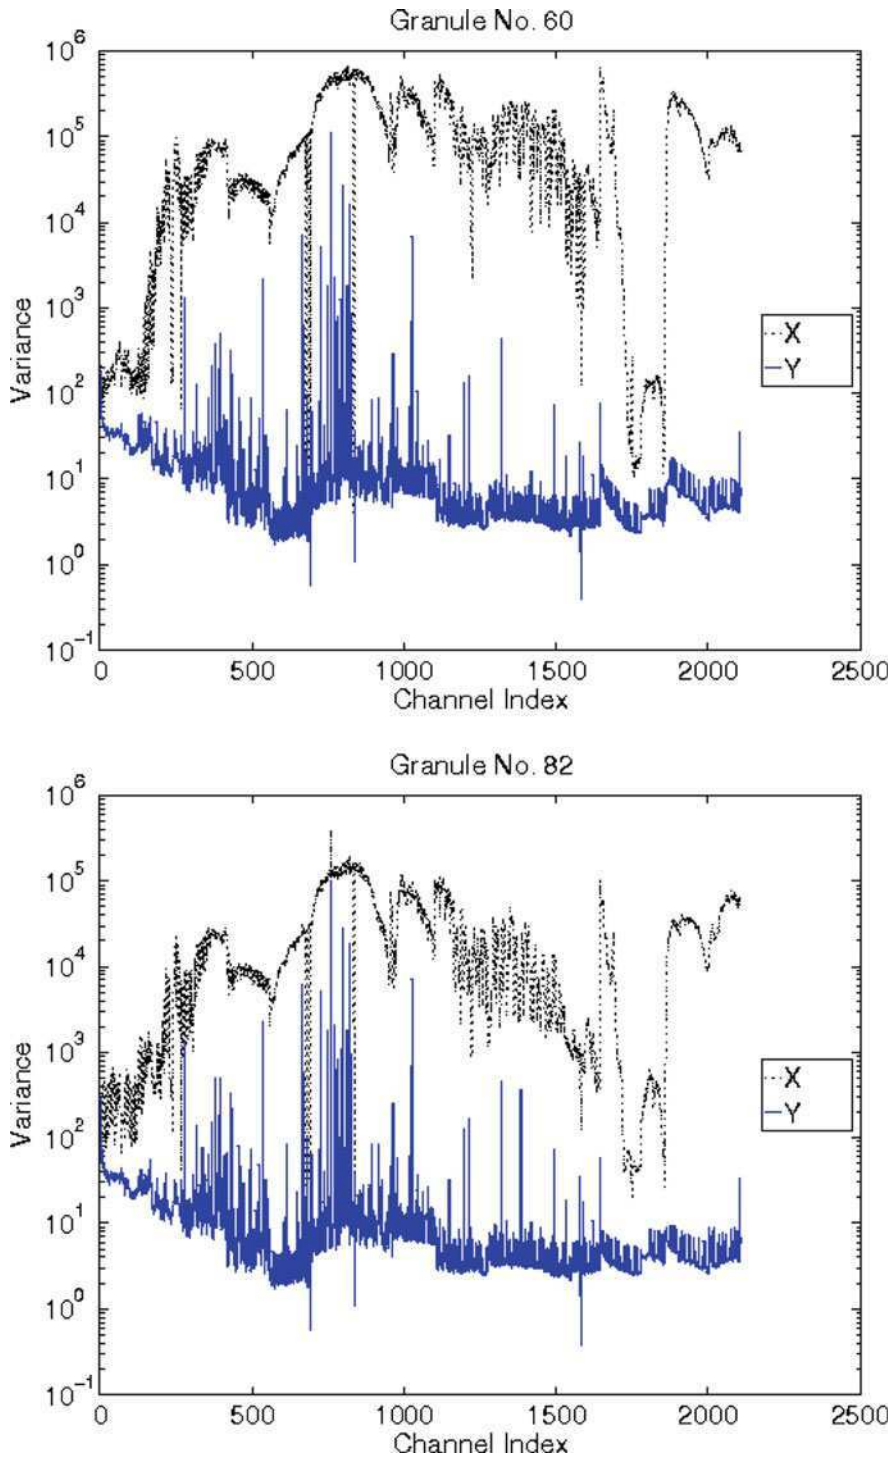 Granule No. 60
10^6
10^5
10^4
10^3
10^2
10^1
10^0
10^-1
Variance
X
Y
0 500 1000 1500 2000 2500
Channel Index
Granule No. 82
10^6
10^5
10^4
10^3
10^2
10^1
10^0
10^-1
Variance
X
Y
0 500 1000 1500 2000 2500
Channel Index